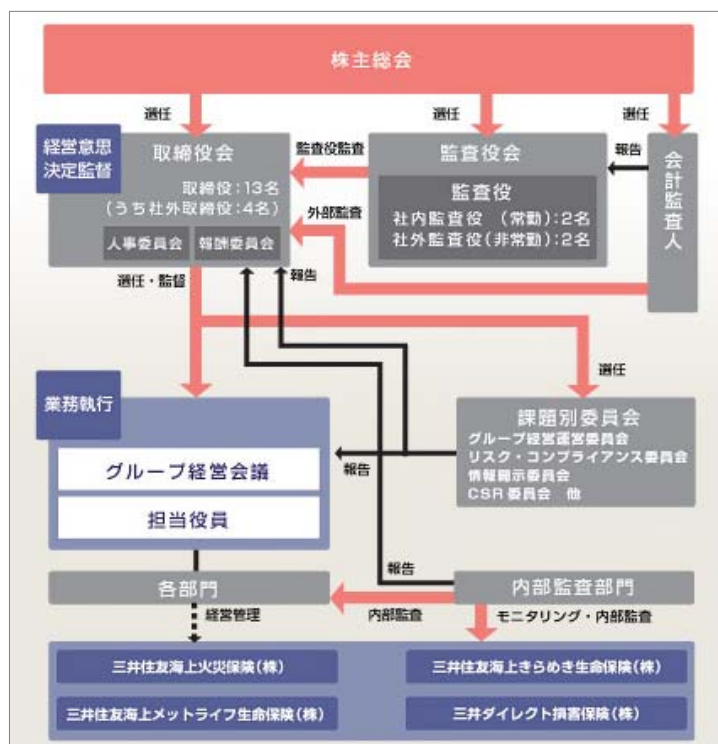 株主総会
選任
選任
選任
経営意思
決定監督
取締役会
取締役:13名
(うち社外取締役:4名)
人事委員会
報酬委員会
監査役監査
外部監査
監査役会
監査役
社内監査役 (常勤):2名
社外監査役(非常勤):2名
報告
会計監査人
選任・監督
報告
選任
業務執行
グループ経営会議
担当役員
報告
課題別委員会
グループ経営運営委員会
リスク・コンプライアンス委員会
情報開示委員会
CSR委員会 他
報告
各部門
内部監査部門
経営管理
内部監査
モニタリング・内部監査
三井住友海上火災保険(株)
三井住友海上きらめき生命保険(株)
三井住友海上メットライフ生命保険(株)
三井ダイレクト損害保険(株)